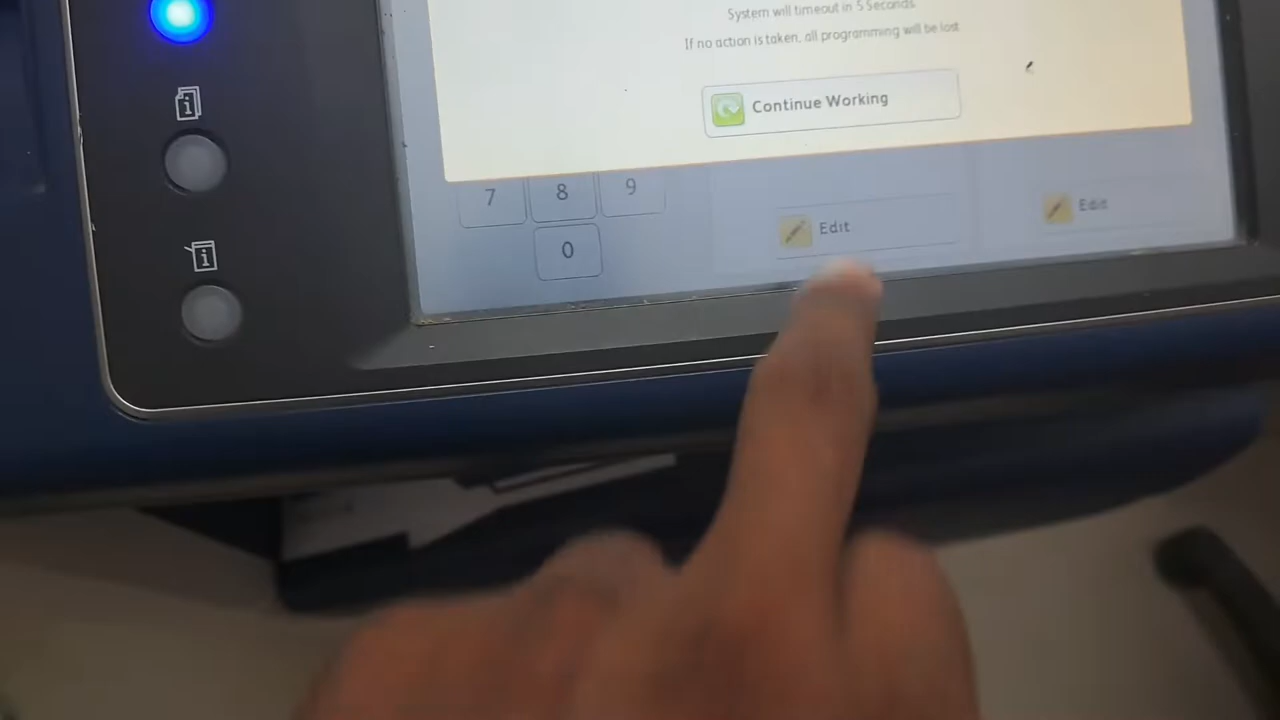 System will timeout in 5 Seconds.
If no action is taken, all programming will be lost
Continue Working
7 8 9
Edit
Edit
0